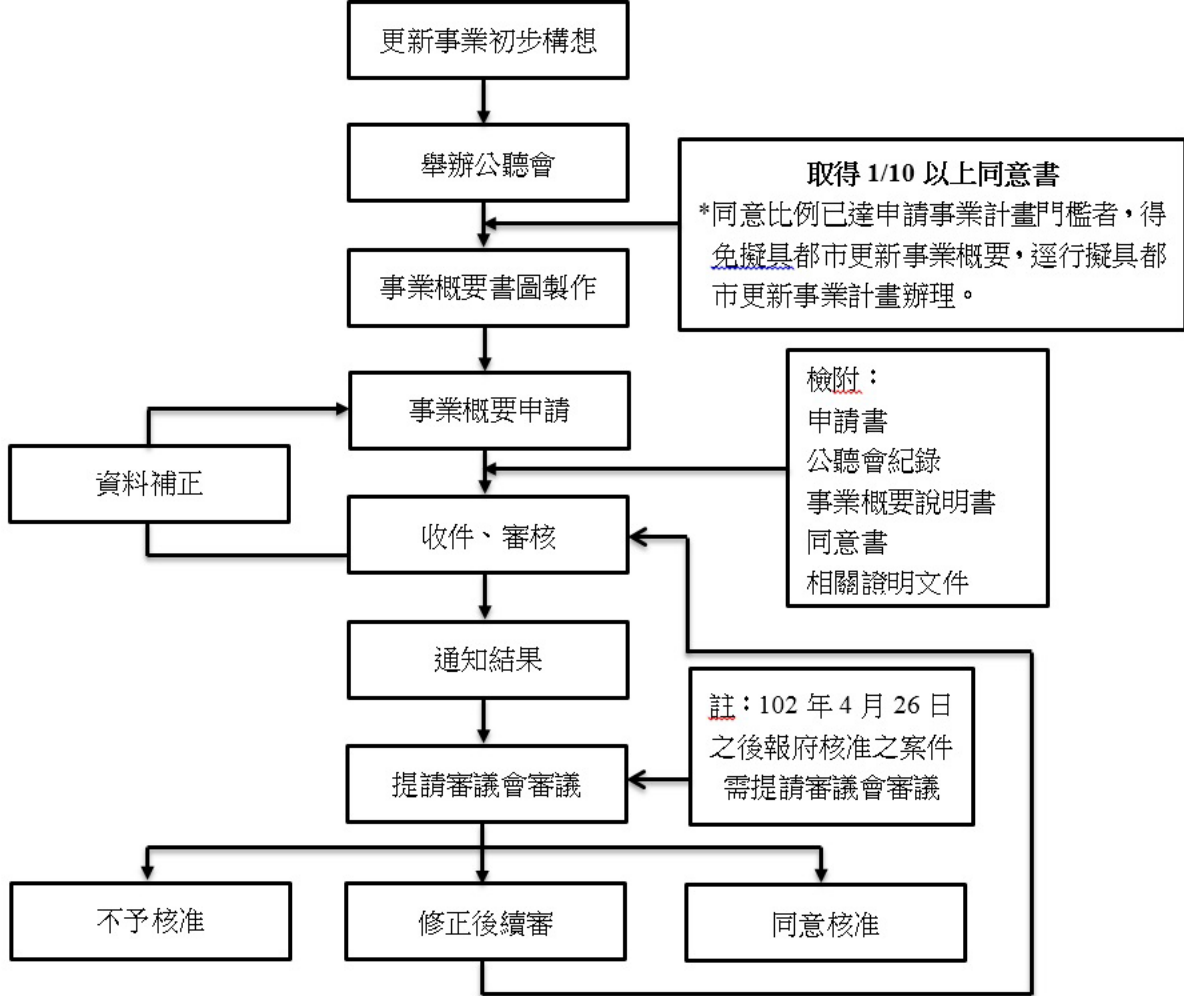 更新事業初步構想
舉辦公聽會
取得 1/10 以上同意書
*同意比例已達申請事業計畫門檻者，得
免擬具都市更新事業概要，逕行擬具都
市更新事業計畫辦理。
事業概要書圖製作
事業概要申請
檢附：
申請書
公聽會紀錄
事業概要說明書
同意書
相關證明文件
資料補正
收件、審核
通知結果
註：102 年 4 月 26 日
之後報府核准之案件
需提請審議會審議
提請審議會審議
不予核准
修正後續審
同意核准